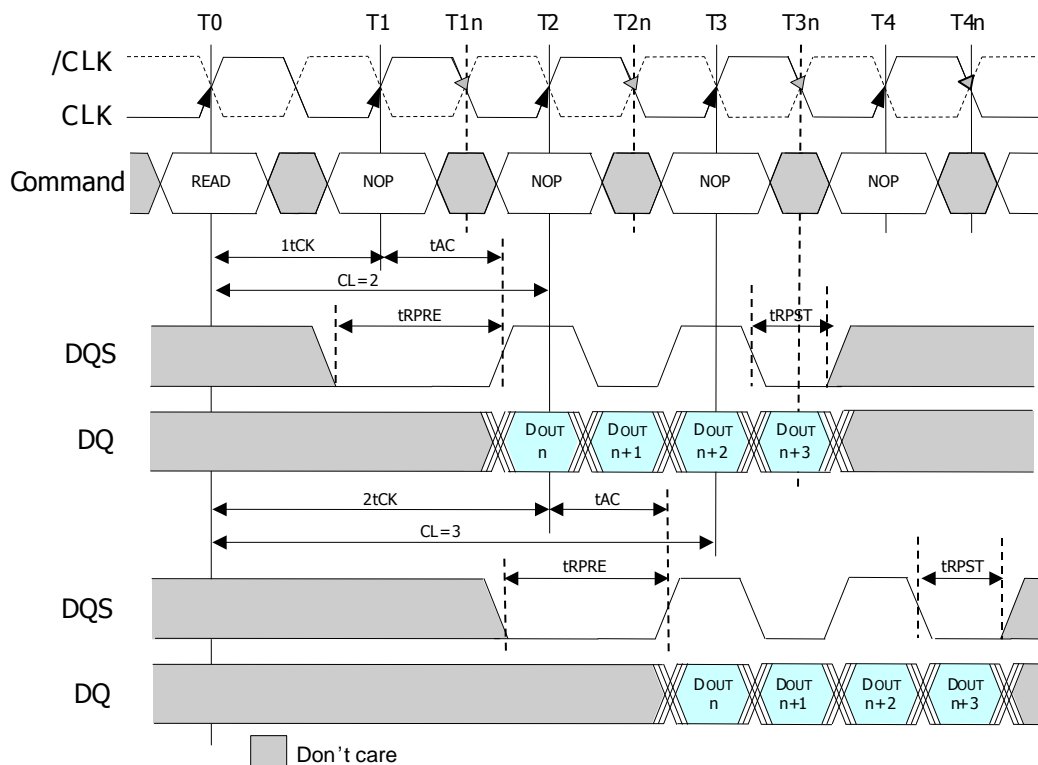 T0 T1 T1n T2 T2n T3 T3n T4 T4n
/CLK
CLK
Command READ NOP NOP NOP NOP
1tCK tAC
CL=2
tRPRE tRPST
DQS
DQ
DOUT n DOUT n+1 DOUT n+2 DOUT n+3
2tCK tAC
CL=3
tRPRE tRPST
DQS
DQ
DOUT n DOUT n+1 DOUT n+2 DOUT n+3
Don't care